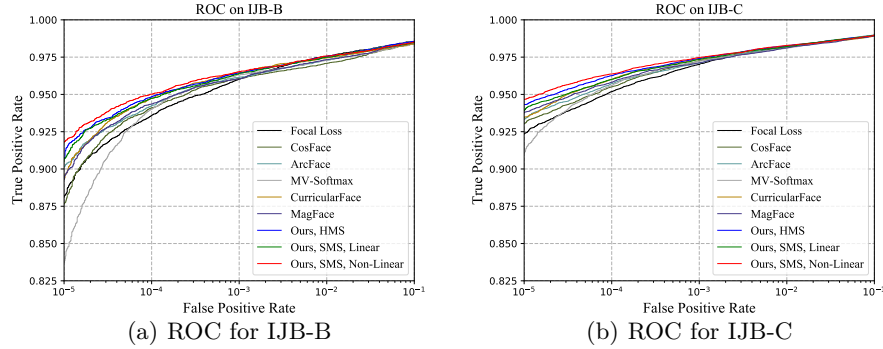 ROC on IJB-B
True Positive Rate
1.000
0.975
0.950
0.925
0.900
0.875
0.850
0.825
Focal Loss
CosFace
ArcFace
MV-Softmax
CurricularFace
MagFace
Ours, HMS
Ours, SMS, Linear
Ours, SMS, Non-Linear
10⁻⁵ 10⁻⁴ 10⁻³ 10⁻² 10⁻¹
False Positive Rate
(a) ROC for IJB-B
ROC on IJB-C
True Positive Rate
1.000
0.975
0.950
0.925
0.900
0.875
0.850
0.825
Focal Loss
CosFace
ArcFace
MV-Softmax
CurricularFace
MagFace
Ours, HMS
Ours, SMS, Linear
Ours, SMS, Non-Linear
10⁻⁵ 10⁻⁴ 10⁻³ 10⁻² 10⁻¹
False Positive Rate
(b) ROC for IJB-C